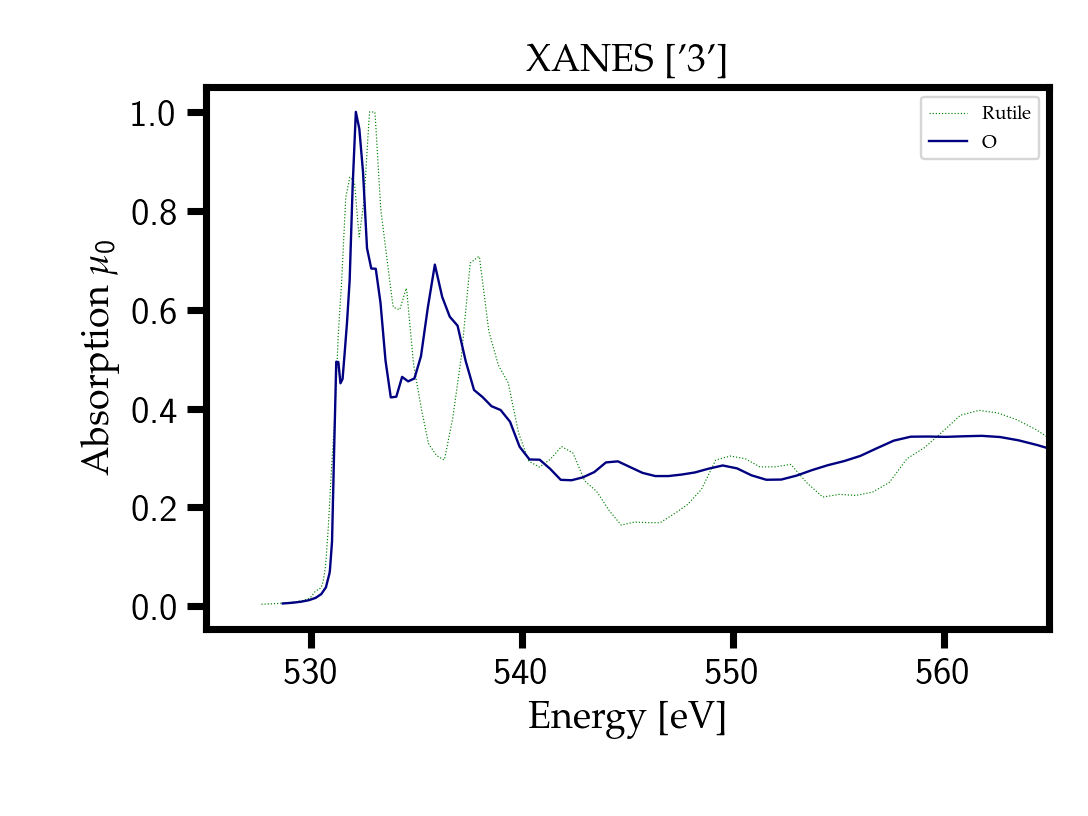 XANES ['3']
Rutile
O
1.0
0.8
0.6
0.4
0.2
0.0
Absorption μ₀
530
540
550
560
Energy [eV]